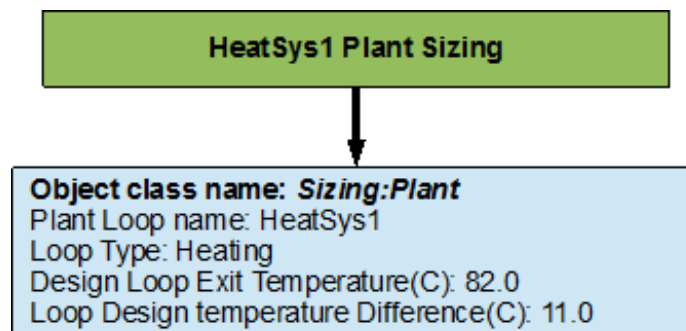 HeatSys1 Plant Sizing
Object class name: Sizing:Plant
Plant Loop name: HeatSys1
Loop Type: Heating
Design Loop Exit Temperature(C): 82.0
Loop Design temperature Difference(C): 11.0